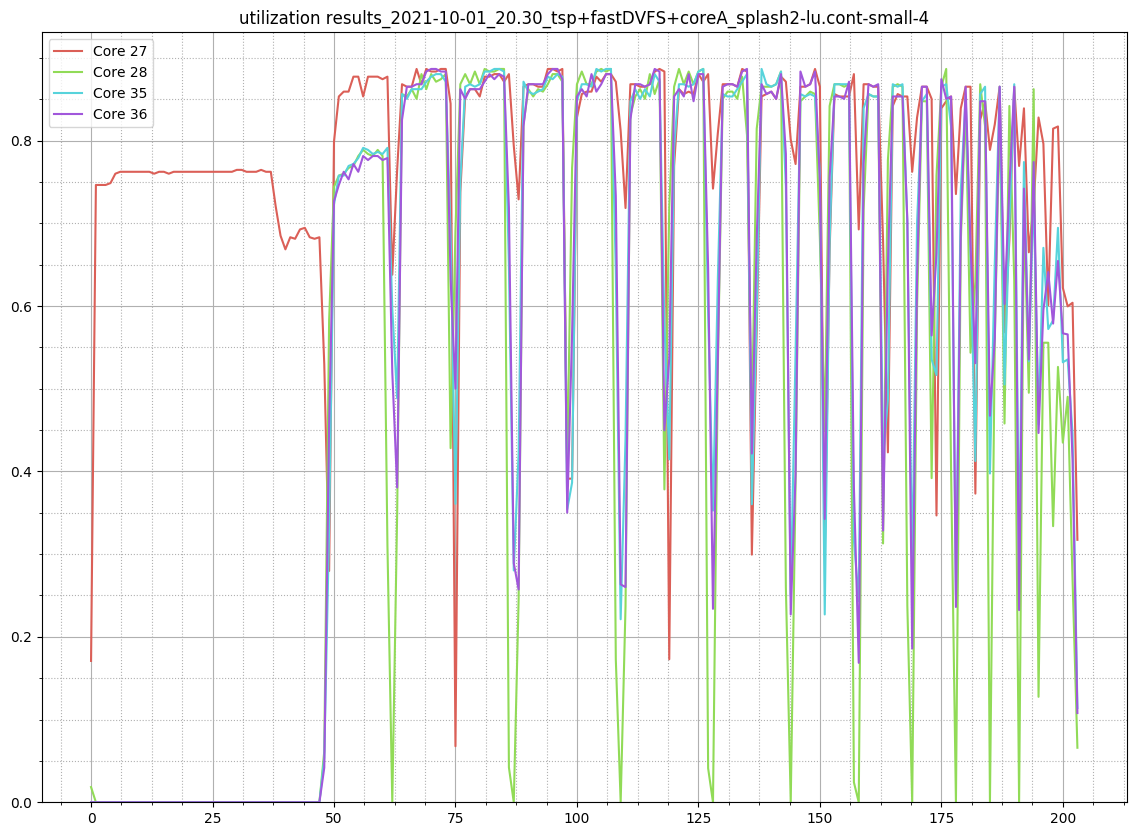 utilization results_2021-10-01_20.30_tsp+fastDVFS+coreA_splash2-lu.cont-small-4
Core 27
Core 28
Core 35
Core 36
0.8
0.6
0.4
0.2
0.0
0 25 50 75 100 125 150 175 200